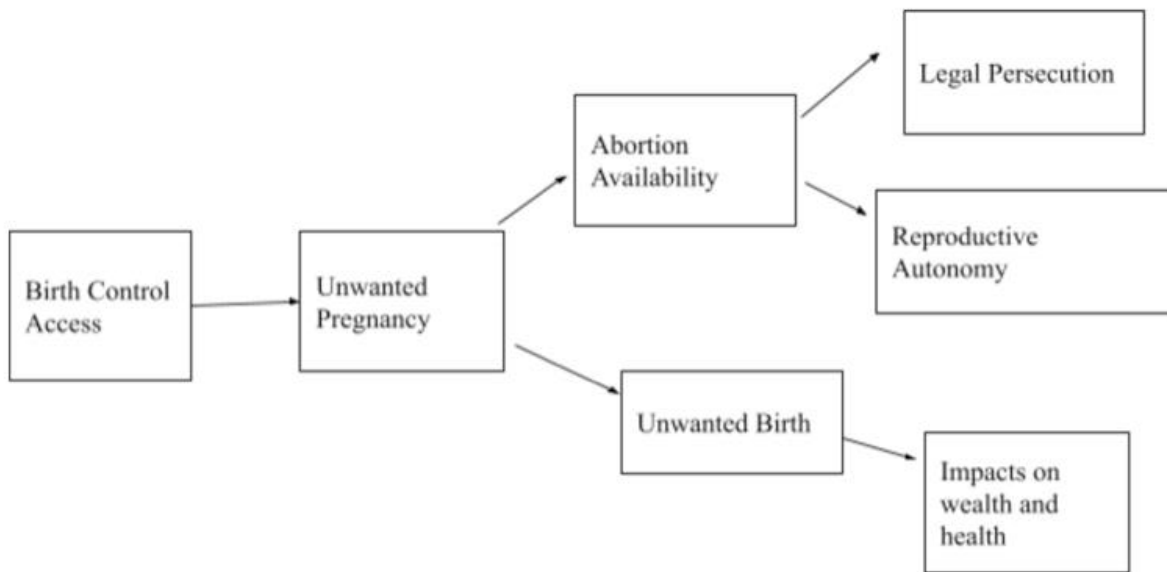 Birth Control
Access
Unwanted
Pregnancy
Abortion
Availability
Legal Persecution
Reproductive
Autonomy
Unwanted Birth
Impacts on
wealth and
health